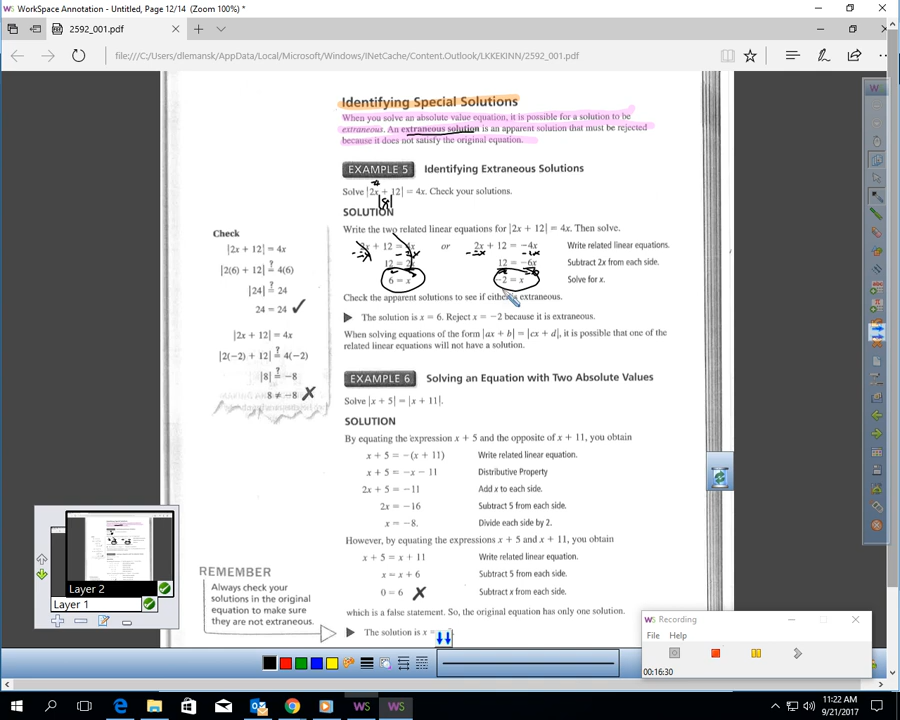 WorkSpace Annotation - Untitled, Page 12/14 (Zoom 100%) *
2592_001.pdf
file:///C:/Users/dlemansk/AppData/Local/Microsoft/Windows/INetCache/Content.Outlook/LKKEKINN/2592_001.pdf
Identifying Special Solutions
When you solve an absolute value equation, it is possible for a solution to be
extraneous. An extraneous solution is an apparent solution that must be rejected
because it does not satisfy the original equation.
EXAMPLE 5 Identifying Extraneous Solutions
Solve |2x + 12| = 4x. Check your solutions.
|8|
SOLUTION
Write the two related linear equations for |2x + 12| = 4x. Then solve.
2x + 12 = 4x or 2x + 12 = −4x Write related linear equations.
-2x -2x -2x -2x
12 = 2x 12 = −6x Subtract 2x from each side.
6 = x −2 = x Solve for x.
Check the apparent solutions to see if either is extraneous.
The solution is x = 6. Reject x = −2 because it is extraneous.
When solving equations of the form |ax + b| = |cx + d|, it is possible that one of the
related linear equations will not have a solution.
Check
|2x + 12| = 4x
|2(6) + 12| ≟ 4(6)
|24| ≟ 24
24 = 24 ✓
|2x + 12| = 4x
|2(−2) + 12| ≟ 4(−2)
|8| ≟ −8
8 ≠ −8 ✗
EXAMPLE 6 Solving an Equation with Two Absolute Values
Solve |x + 5| = |x + 11|.
SOLUTION
By equating the expression x + 5 and the opposite of x + 11, you obtain
x + 5 = −(x + 11) Write related linear equation.
x + 5 = −x − 11 Distributive Property
2x + 5 = −11 Add x to each side.
2x = −16 Subtract 5 from each side.
x = −8. Divide each side by 2.
However, by equating the expressions x + 5 and x + 11, you obtain
x + 5 = x + 11 Write related linear equation.
x = x + 6 Subtract 5 from each side.
0 = 6 ✗ Subtract x from each side.
which is a false statement. So, the original equation has only one solution.
The solution is x =
REMEMBER
Always check your
solutions in the original
equation to make sure
they are not extraneous.
Layer 2
Layer 1
Recording
File Help
00:16:30
11:22 AM
9/21/2017